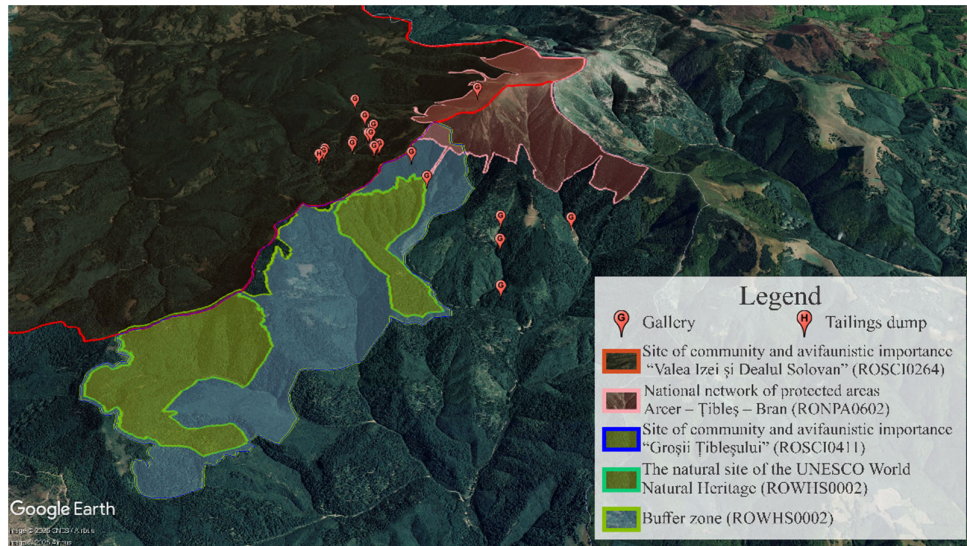 G
G
G
G
G
G
G
H
G
G
G
G
G
G
Legend
G Gallery H Tailings dump
Site of community and avifaunistic importance
“Valea Izei și Dealul Solovan” (ROSCI0264)
National network of protected areas
Arcer – Țibleș – Bran (RONPA0602)
Site of community and avifaunistic importance
“Groșii Țibleșului” (ROSCI0411)
The natural site of the UNESCO World
Natural Heritage (ROWHS0002)
Buffer zone (ROWHS0002)
Google Earth